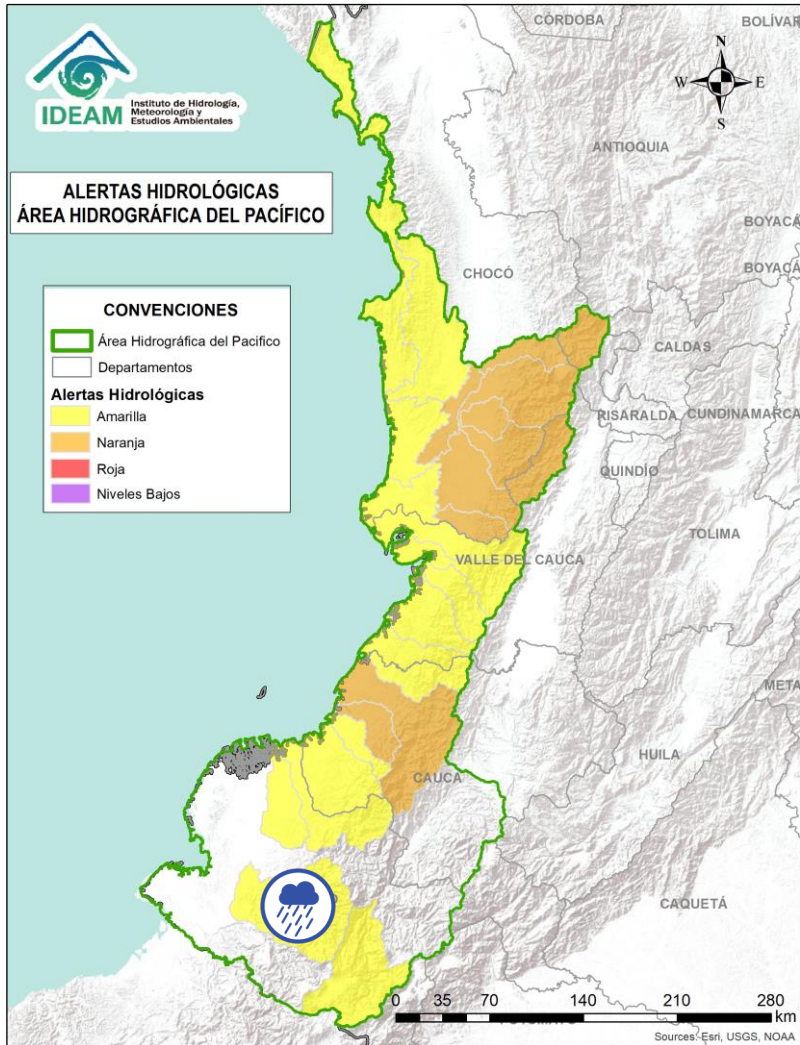 CÓRDOBA
BOLÍVAR
IDEAM
Instituto de Hidrología,
Meteorología y
Estudios Ambientales
N
W E
S
ANTIOQUIA
ALERTAS HIDROLÓGICAS
ÁREA HIDROGRÁFICA DEL PACÍFICO
BOYACÁ
CHOCÓ
BOYACÁ
CONVENCIONES
Área Hidrográfica del Pacifico
Departamentos
Alertas Hidrológicas
Amarilla
Naranja
Roja
Niveles Bajos
CALDAS
RISARALDA
CUNDINAMARCA
QUINDÍO
TOLIMA
VALLE DEL CAUCA
META
HUILA
CAUCA
CAQUETÁ
0 35 70 140 210 280
km
Sources: Esri, USGS, NOAA